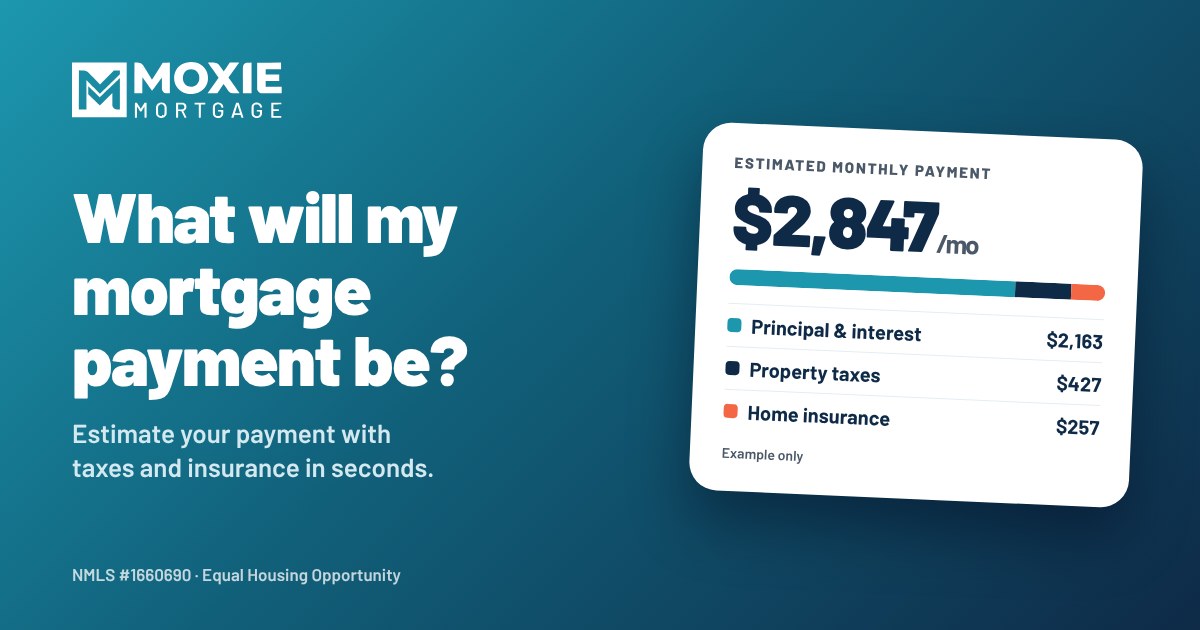 MOXIE
MORTGAGE
What will my
mortgage
payment be?
Estimate your payment with
taxes and insurance in seconds.
NMLS #1660690 · Equal Housing Opportunity
ESTIMATED MONTHLY PAYMENT
$2,847/mo
Principal & interest $2,163
Property taxes $427
Home insurance $257
Example only